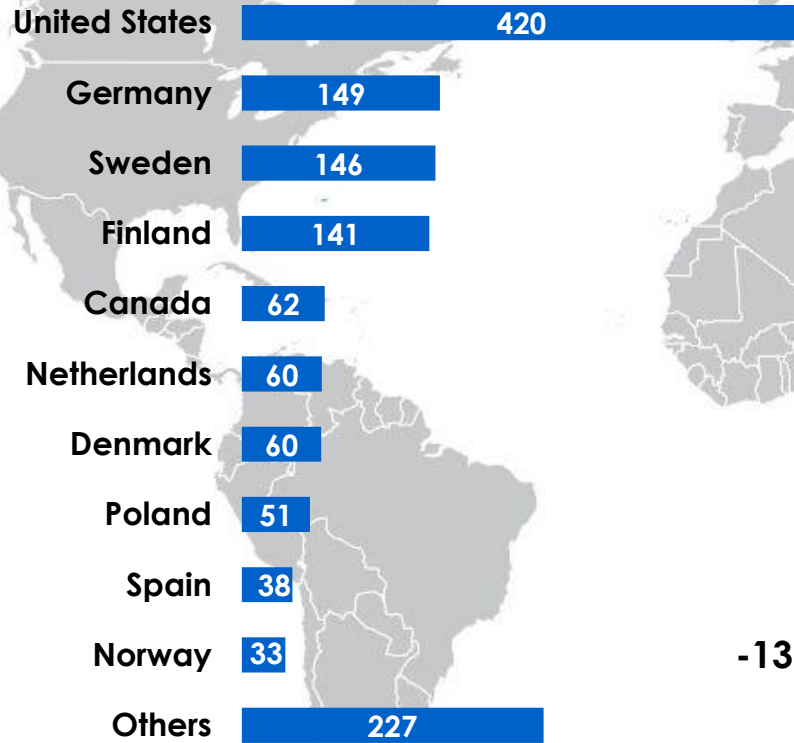 United States 420
Germany 149
Sweden 146
Finland 141
Canada 62
Netherlands 60
Denmark 60
Poland 51
Spain 38
Norway 33 -13
Others 227